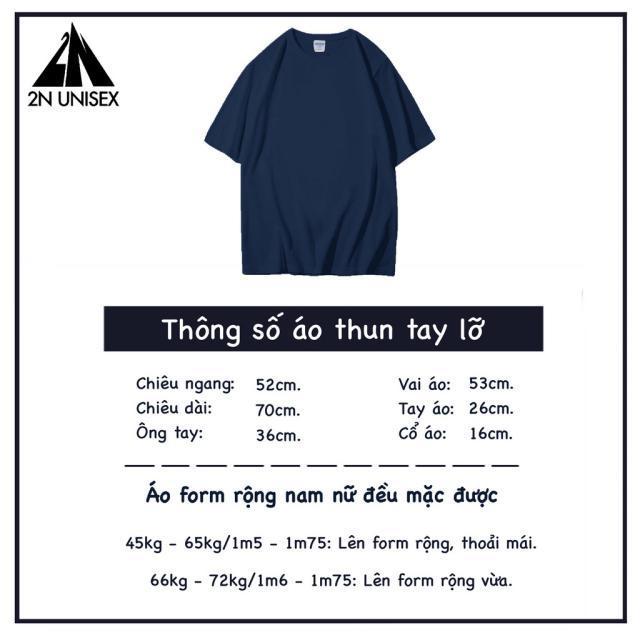 2N UNISEX
Thông số áo thun tay lỡ
Chiêu ngang: 52cm.
Chiêu dài: 70cm.
Ông tay: 36cm.
Vai áo: 53cm.
Tay áo: 26cm.
Cổ áo: 16cm.
Áo form rộng nam nữ đều mặc được
45kg - 65kg/1m5 - 1m75: Lên form rộng, thoải mái.
66kg - 72kg/1m6 - 1m75: Lên form rộng vừa.